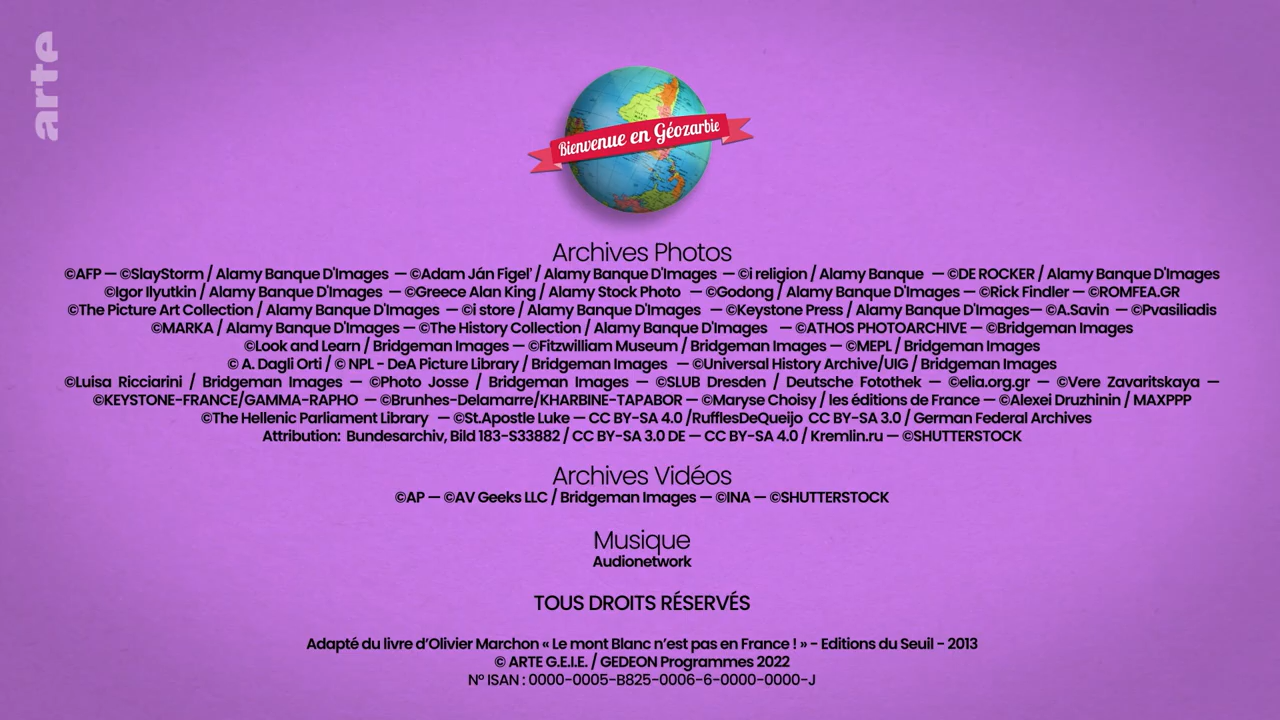 arte
Bienvenue en Géozarbie
Archives Photos
©AFP — ©SlayStorm / Alamy Banque D'Images — ©Adam Ján Figel' / Alamy Banque D'Images — ©i religion / Alamy Banque — ©DE ROCKER / Alamy Banque D'Images
©Igor Ilyutkin / Alamy Banque D'Images — ©Greece Alan King / Alamy Stock Photo — ©Godong / Alamy Banque D'Images — ©Rick Findler — ©ROMFEA.GR
©The Picture Art Collection / Alamy Banque D'Images — ©i store / Alamy Banque D'Images — ©Keystone Press / Alamy Banque D'Images— ©A.Savin — ©Pvasiliadis
©MARKA / Alamy Banque D'Images — ©The History Collection / Alamy Banque D'Images — ©ATHOS PHOTOARCHIVE — ©Bridgeman Images
©Look and Learn / Bridgeman Images — ©Fitzwilliam Museum / Bridgeman Images — ©MEPL / Bridgeman Images
© A. Dagli Orti / © NPL - DeA Picture Library / Bridgeman Images — ©Universal History Archive/UIG / Bridgeman Images
©Luisa Ricciarini / Bridgeman Images — ©Photo Josse / Bridgeman Images — ©SLUB Dresden / Deutsche Fotothek — ©elia.org.gr — ©Vere Zavaritskaya —
©KEYSTONE-FRANCE/GAMMA-RAPHO — ©Brunhes-Delamarre/KHARBINE-TAPABOR — ©Maryse Choisy / les éditions de France — ©Alexei Druzhinin / MAXPPP
©The Hellenic Parliament Library — ©St.Apostle Luke — CC BY-SA 4.0 /RufflesDeQueijo CC BY-SA 3.0 / German Federal Archives
Attribution: Bundesarchiv, Bild 183-S33882 / CC BY-SA 3.0 DE — CC BY-SA 4.0 / Kremlin.ru — ©SHUTTERSTOCK
Archives Vidéos
©AP — ©AV Geeks LLC / Bridgeman Images — ©INA — ©SHUTTERSTOCK
Musique
Audionetwork
TOUS DROITS RÉSERVÉS
Adapté du livre d'Olivier Marchon « Le mont Blanc n'est pas en France ! » - Editions du Seuil - 2013
© ARTE G.E.I.E. / GEDEON Programmes 2022
N° ISAN : 0000-0005-B825-0006-6-0000-0000-J